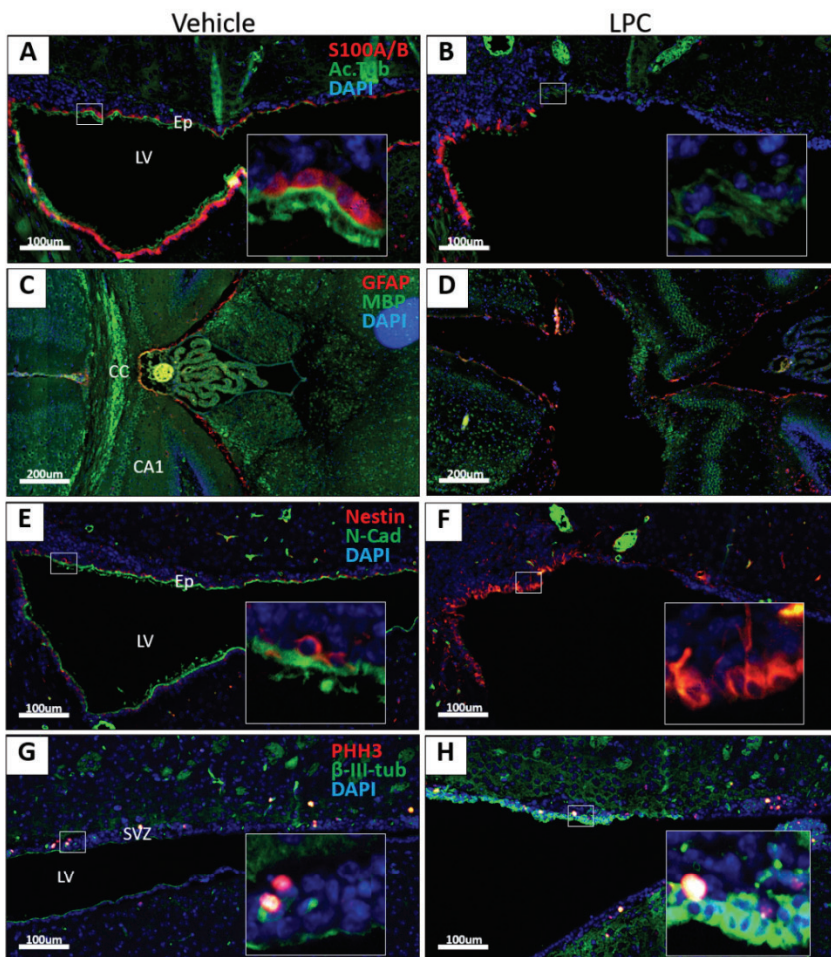 Vehicle
LPC
A
S100A/B
Ac.Tub
DAPI
Ep
LV
100um
B
100um
C
GFAP
MBP
DAPI
CC
CA1
200um
D
200um
E
Nestin
N-Cad
DAPI
Ep
LV
100um
F
100um
G
PHH3
β-III-tub
DAPI
SVZ
LV
100um
H
100um